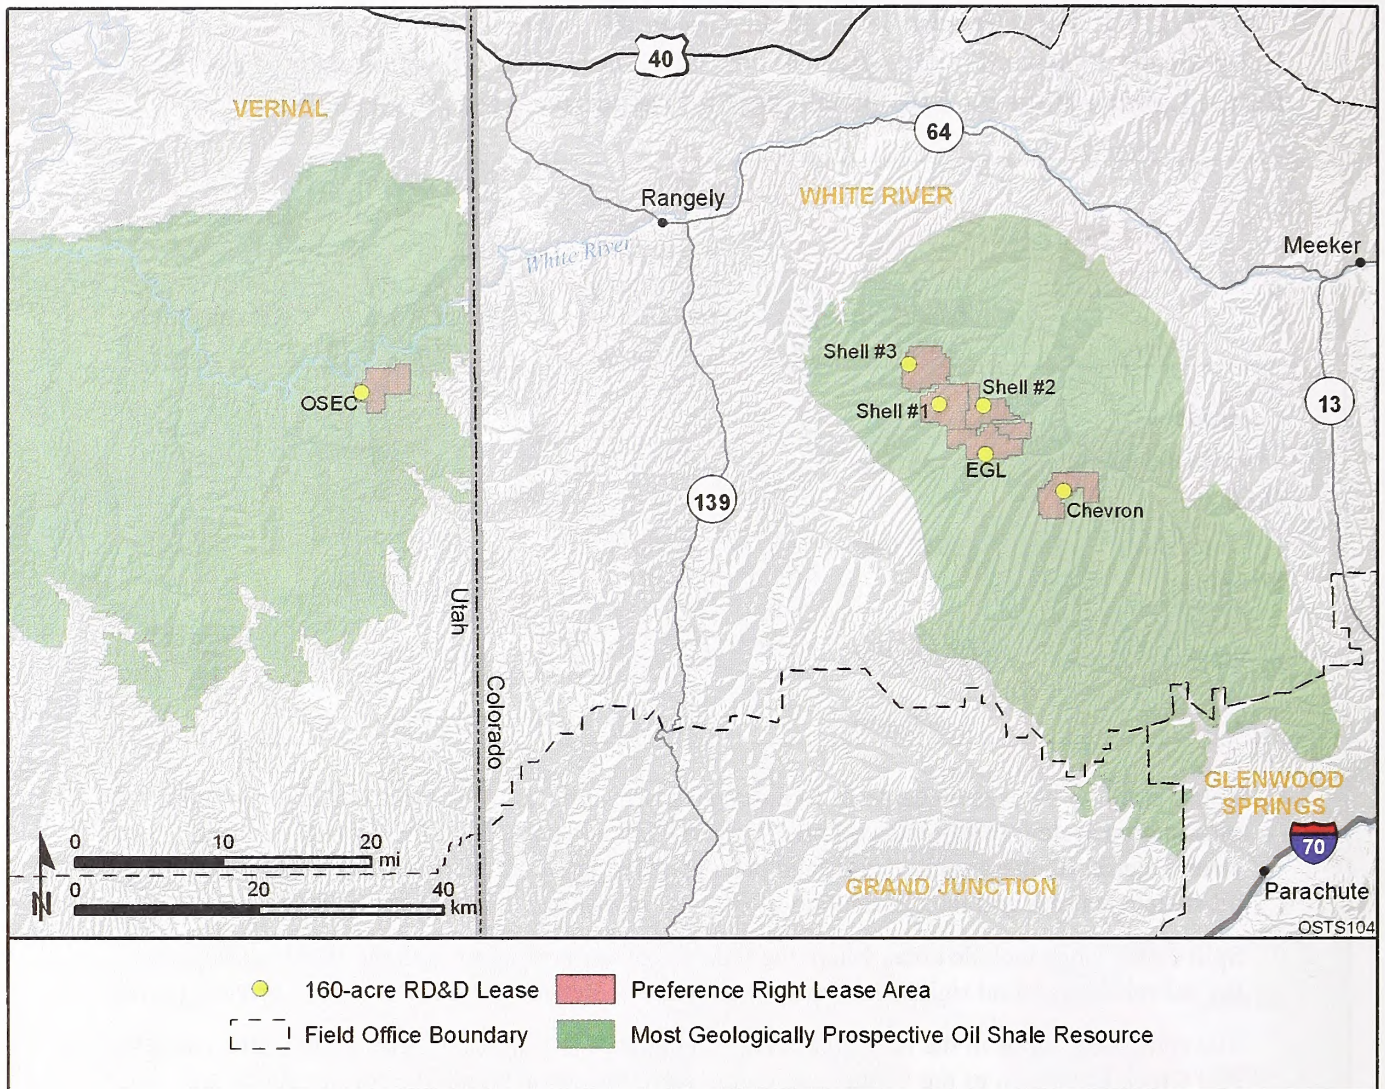 40
VERNAL
64
Rangely
WHITE RIVER
White River
Meeker
Shell #3
Shell #2
OSEC
Shell #1
13
EGL
139
Chevron
Utah
Colorado
GLENWOOD
SPRINGS
0 10 20
mi
70
0 20 40
km
N
GRAND JUNCTION
Parachute
OSTS104
160-acre RD&D Lease
Preference Right Lease Area
Field Office Boundary
Most Geologically Prospective Oil Shale Resource